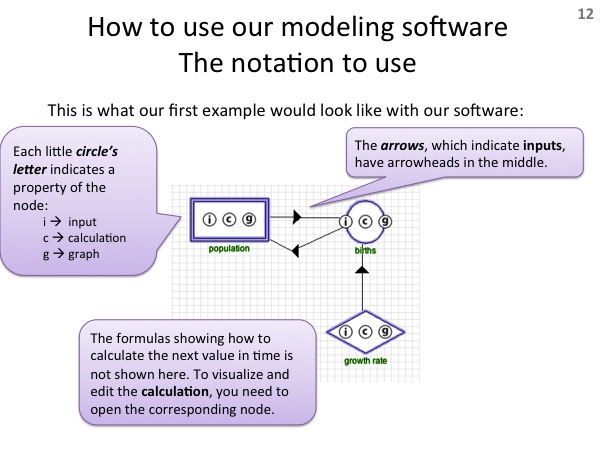 12
How to use our modeling software
The notation to use
This is what our first example would look like with our software:
Each little circle's
letter indicates a
property of the
node:
i → input
c → calculation
g → graph
The arrows, which indicate inputs,
have arrowheads in the middle.
i c g
population
i c g
births
i c g
growth rate
The formulas showing how to
calculate the next value in time is
not shown here. To visualize and
edit the calculation, you need to
open the corresponding node.